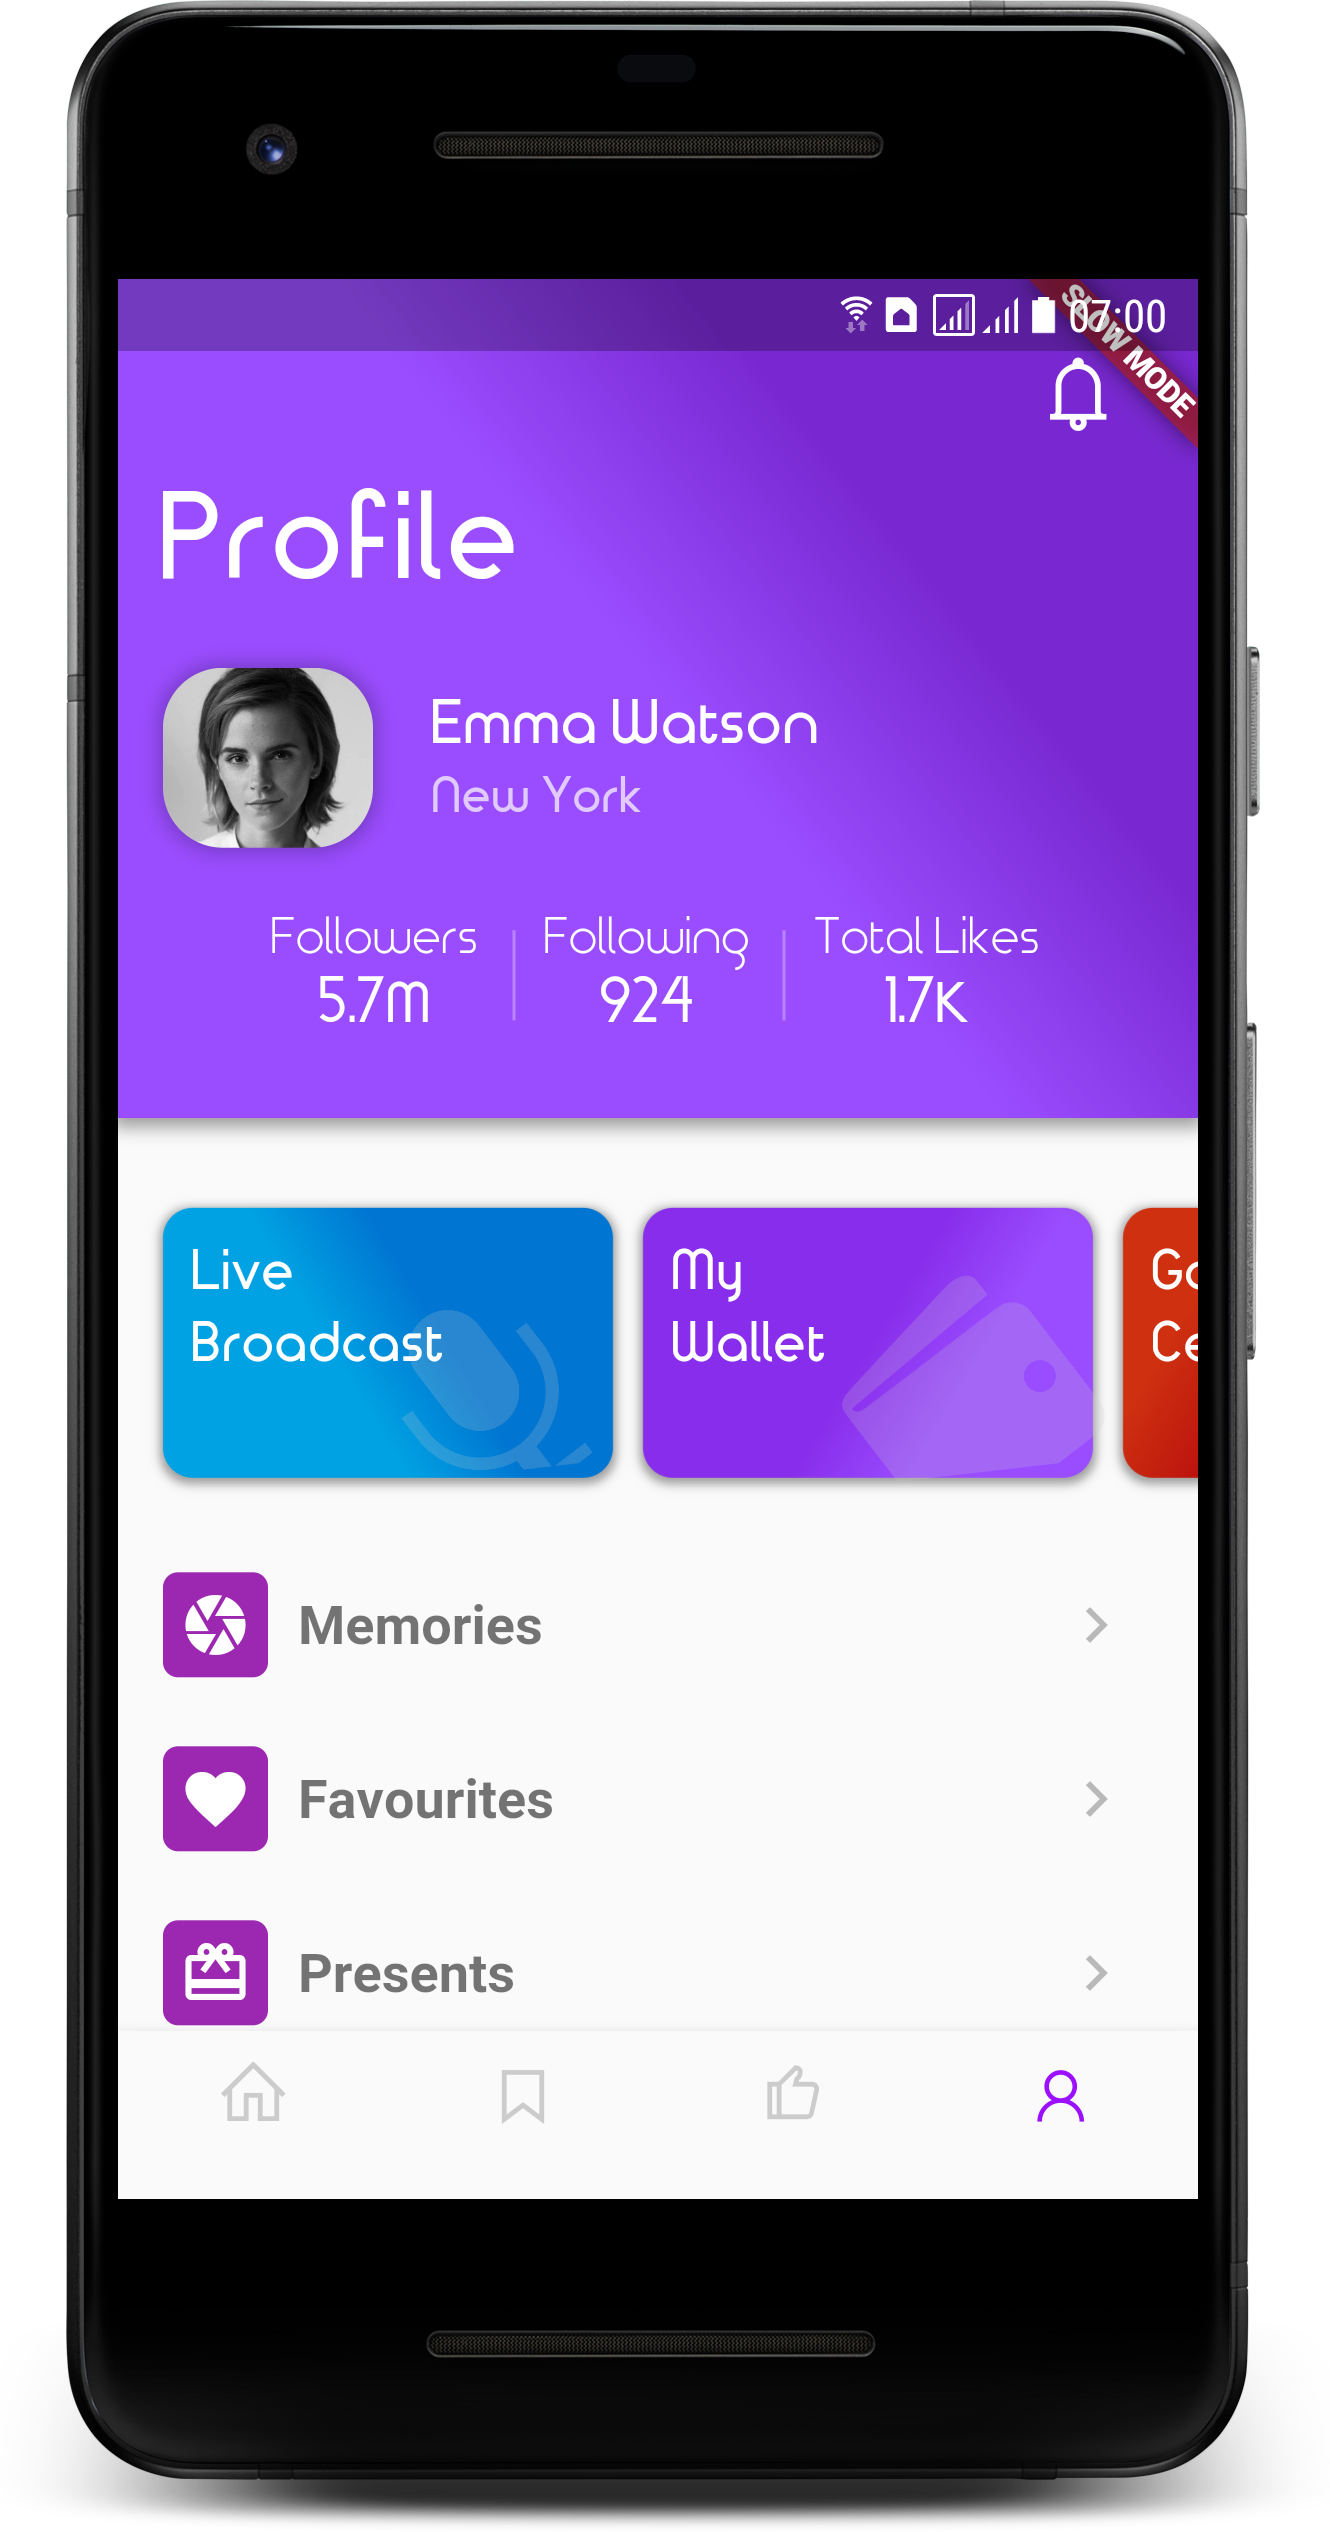 07:00
SLOW MODE
Profile
Emma Watson
New York
Followers
5.7M
Following
924
Total Likes
1.7K
Live
Broadcast
My
Wallet
Ce
Memories
Favourites
Presents